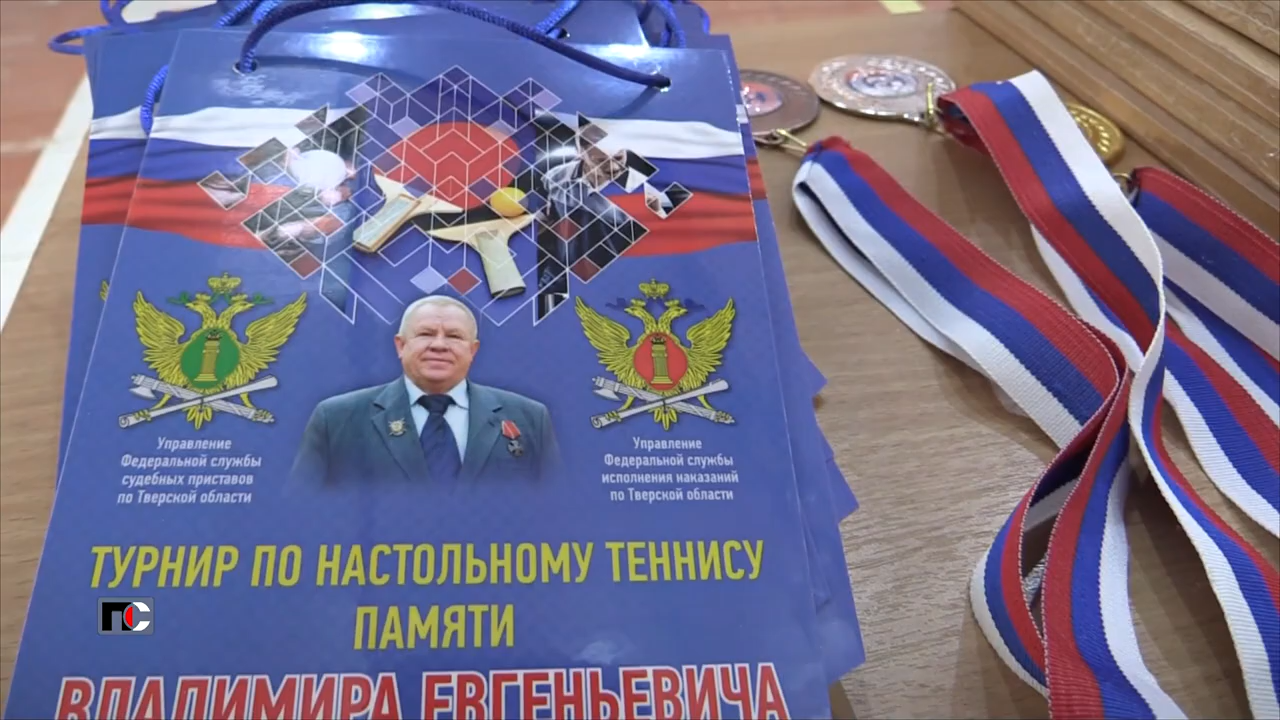 Управление
Федеральной службы
судебных приставов
по Тверской области
Управление
Федеральной службы
исполнения наказаний
по Тверской области
ТУРНИР ПО НАСТОЛЬНОМУ ТЕННИСУ
ПАМЯТИ
ВЛАДИМИРА ЕВГЕНЬЕВИЧА
ПС